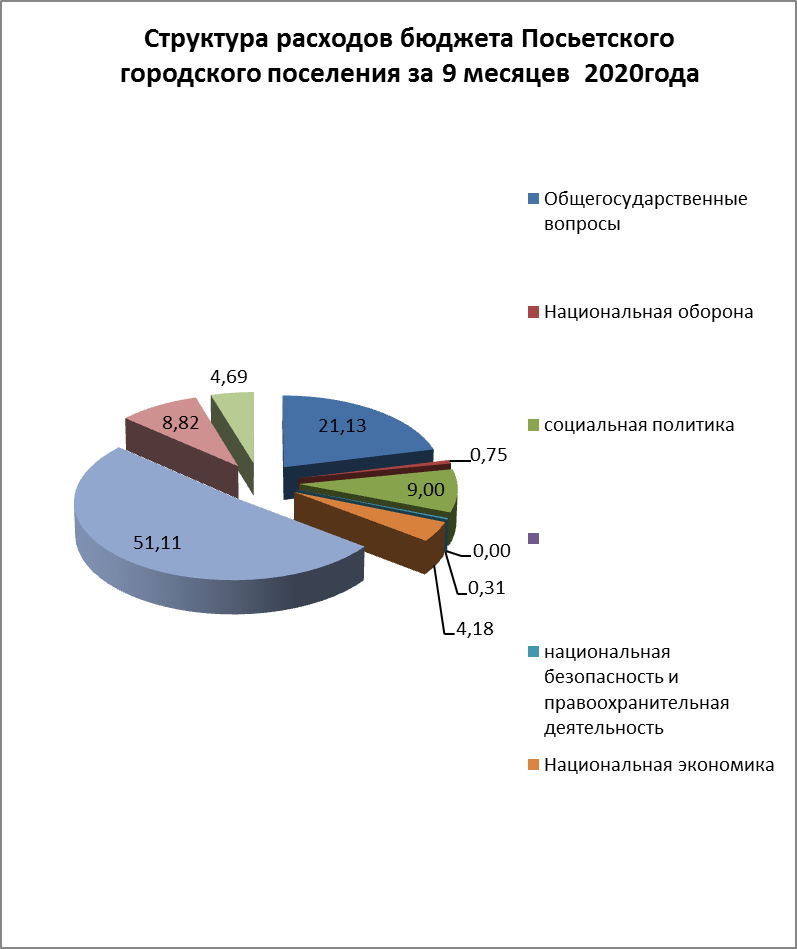 Структура расходов бюджета Посьетского
городского поселения за 9 месяцев 2020года
Общегосударственные
вопросы
Национальная оборона
4,69
8,82
21,13
социальная политика
0,75
9,00
51,11
0,00
0,31
4,18
национальная
безопасность и
правоохранительная
деятельность
Национальная экономика